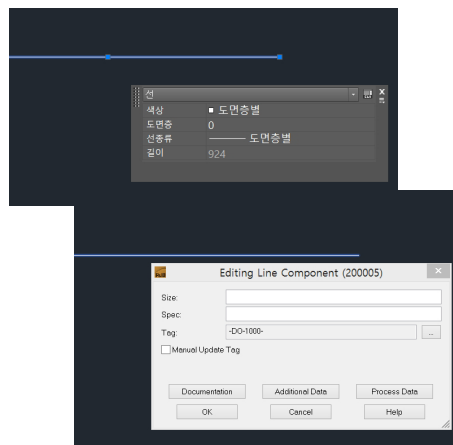 선
색상 도면층별
도면층 0
선종류 도면층별
길이 924
Editing Line Component (200005)
Size:
Spec:
Tag: -DO-1000- ...
Manual Update Tag
Documentation Additional Data Process Data
OK Cancel Help